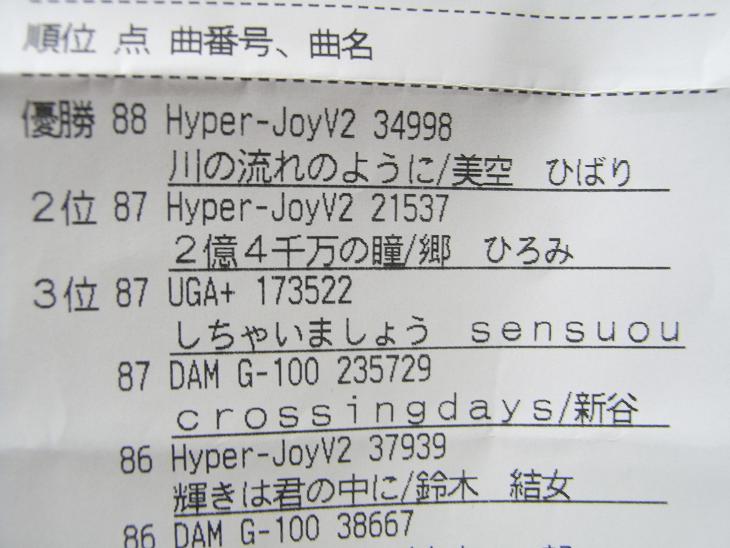 順位 点 曲番号、曲名
優勝 88 Hyper-JoyV2 34998
川の流れのように/美空　ひばり
２位 87 Hyper-JoyV2 21537
２億４千万の瞳/郷　ひろみ
３位 87 UGA+ 173522
しちゃいましょう　ｓｅｎｓｕｏｕ
87 DAM G-100 235729
ｃｒｏｓｓｉｎｇｄａｙｓ/新谷
86 Hyper-JoyV2 37939
輝きは君の中に/鈴木　結女
86 DAM G-100 38667